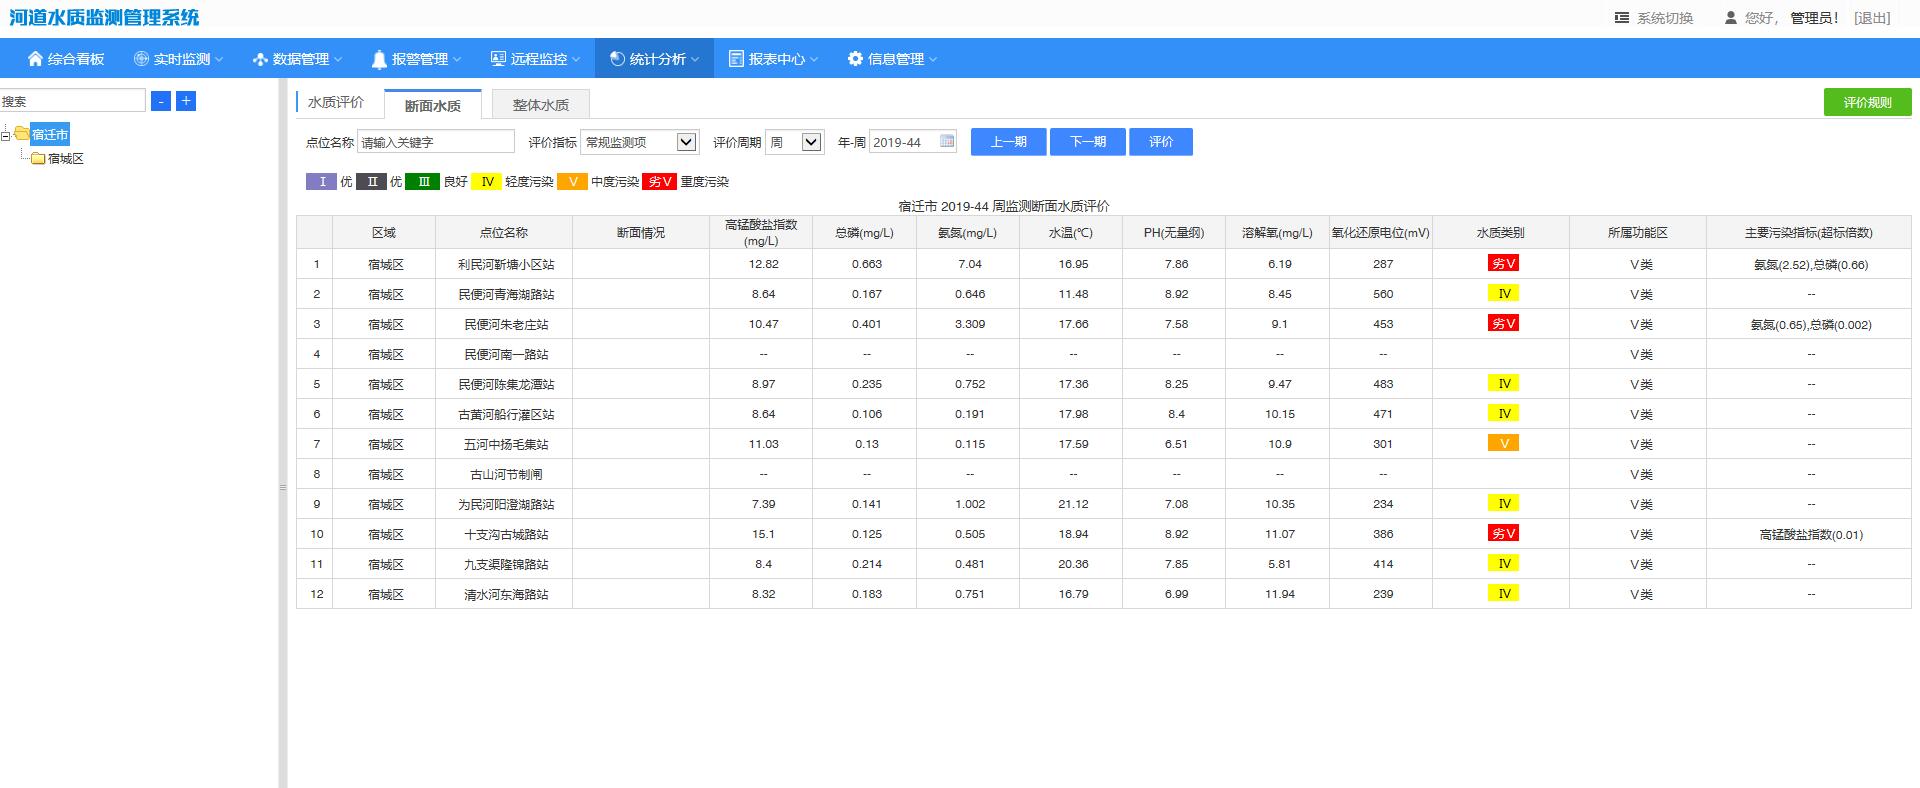 河道水质监测管理系统
系统切换 您好, 管理员! [退出]
综合看板 实时监测 数据管理 报警管理 远程监控 统计分析 报表中心 信息管理
搜索 - +
宿迁市
宿城区
水质评价 断面水质 整体水质 评价规则
点位名称 请输入关键字 评价指标 常规监测项 评价周期 周 年-周 2019-44 上一期 下一期 评价
Ⅰ 优 Ⅱ 优 Ⅲ 良好 Ⅳ 轻度污染 Ⅴ 中度污染 劣Ⅴ 重度污染
宿迁市 2019-44 周监测断面水质评价
区域 点位名称 断面情况 高锰酸盐指数(mg/L) 总磷(mg/L) 氨氮(mg/L) 水温(℃) PH(无量纲) 溶解氧(mg/L) 氧化还原电位(mV) 水质类别 所属功能区 主要污染指标(超标倍数)
1 宿城区 利民河靳塘小区站 12.82 0.663 7.04 16.95 7.86 6.19 287 劣Ⅴ Ⅴ类 氨氮(2.52),总磷(0.66)
2 宿城区 民便河青海湖路站 8.64 0.167 0.646 11.48 8.92 8.45 560 Ⅳ Ⅴ类 --
3 宿城区 民便河朱老庄站 10.47 0.401 3.309 17.66 7.58 9.1 453 劣Ⅴ Ⅴ类 氨氮(0.65),总磷(0.002)
4 宿城区 民便河南一路站 -- -- -- -- -- -- -- Ⅴ类 --
5 宿城区 民便河陈集龙潭站 8.97 0.235 0.752 17.36 8.25 9.47 483 Ⅳ Ⅴ类 --
6 宿城区 古黄河船行灌区站 8.64 0.106 0.191 17.98 8.4 10.15 471 Ⅳ Ⅴ类 --
7 宿城区 五河中扬毛集站 11.03 0.13 0.115 17.59 6.51 10.9 301 Ⅴ Ⅴ类 --
8 宿城区 古山河节制闸 -- -- -- -- -- -- -- Ⅴ类 --
9 宿城区 为民河阳澄湖路站 7.39 0.141 1.002 21.12 7.08 10.35 234 Ⅳ Ⅴ类 --
10 宿城区 十支沟古城路站 15.1 0.125 0.505 18.94 8.92 11.07 386 劣Ⅴ Ⅴ类 高锰酸盐指数(0.01)
11 宿城区 九支渠隆锦路站 8.4 0.214 0.481 20.36 7.85 5.81 414 Ⅳ Ⅴ类 --
12 宿城区 清水河东海路站 8.32 0.183 0.751 16.79 6.99 11.94 239 Ⅳ Ⅴ类 --